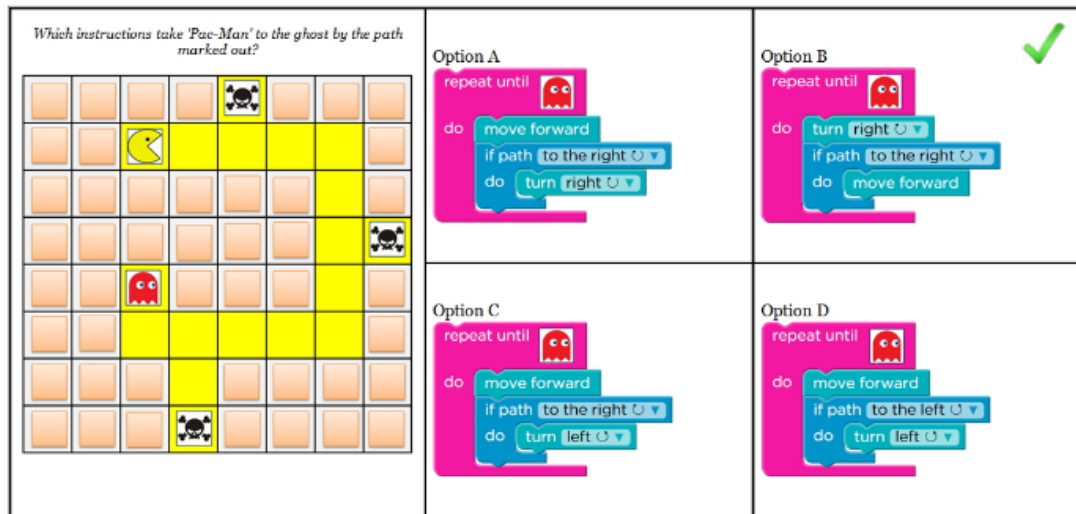 Which instructions take 'Pac-Man' to the ghost by the path
marked out?
Option A
repeat until
do move forward
if path to the right ↻ ▼
do turn right ↻ ▼
Option B
repeat until
do turn right ↻ ▼
if path to the right ↻ ▼
do move forward
Option C
repeat until
do move forward
if path to the right ↻ ▼
do turn left ↺ ▼
Option D
repeat until
do move forward
if path to the left ↺ ▼
do turn left ↺ ▼